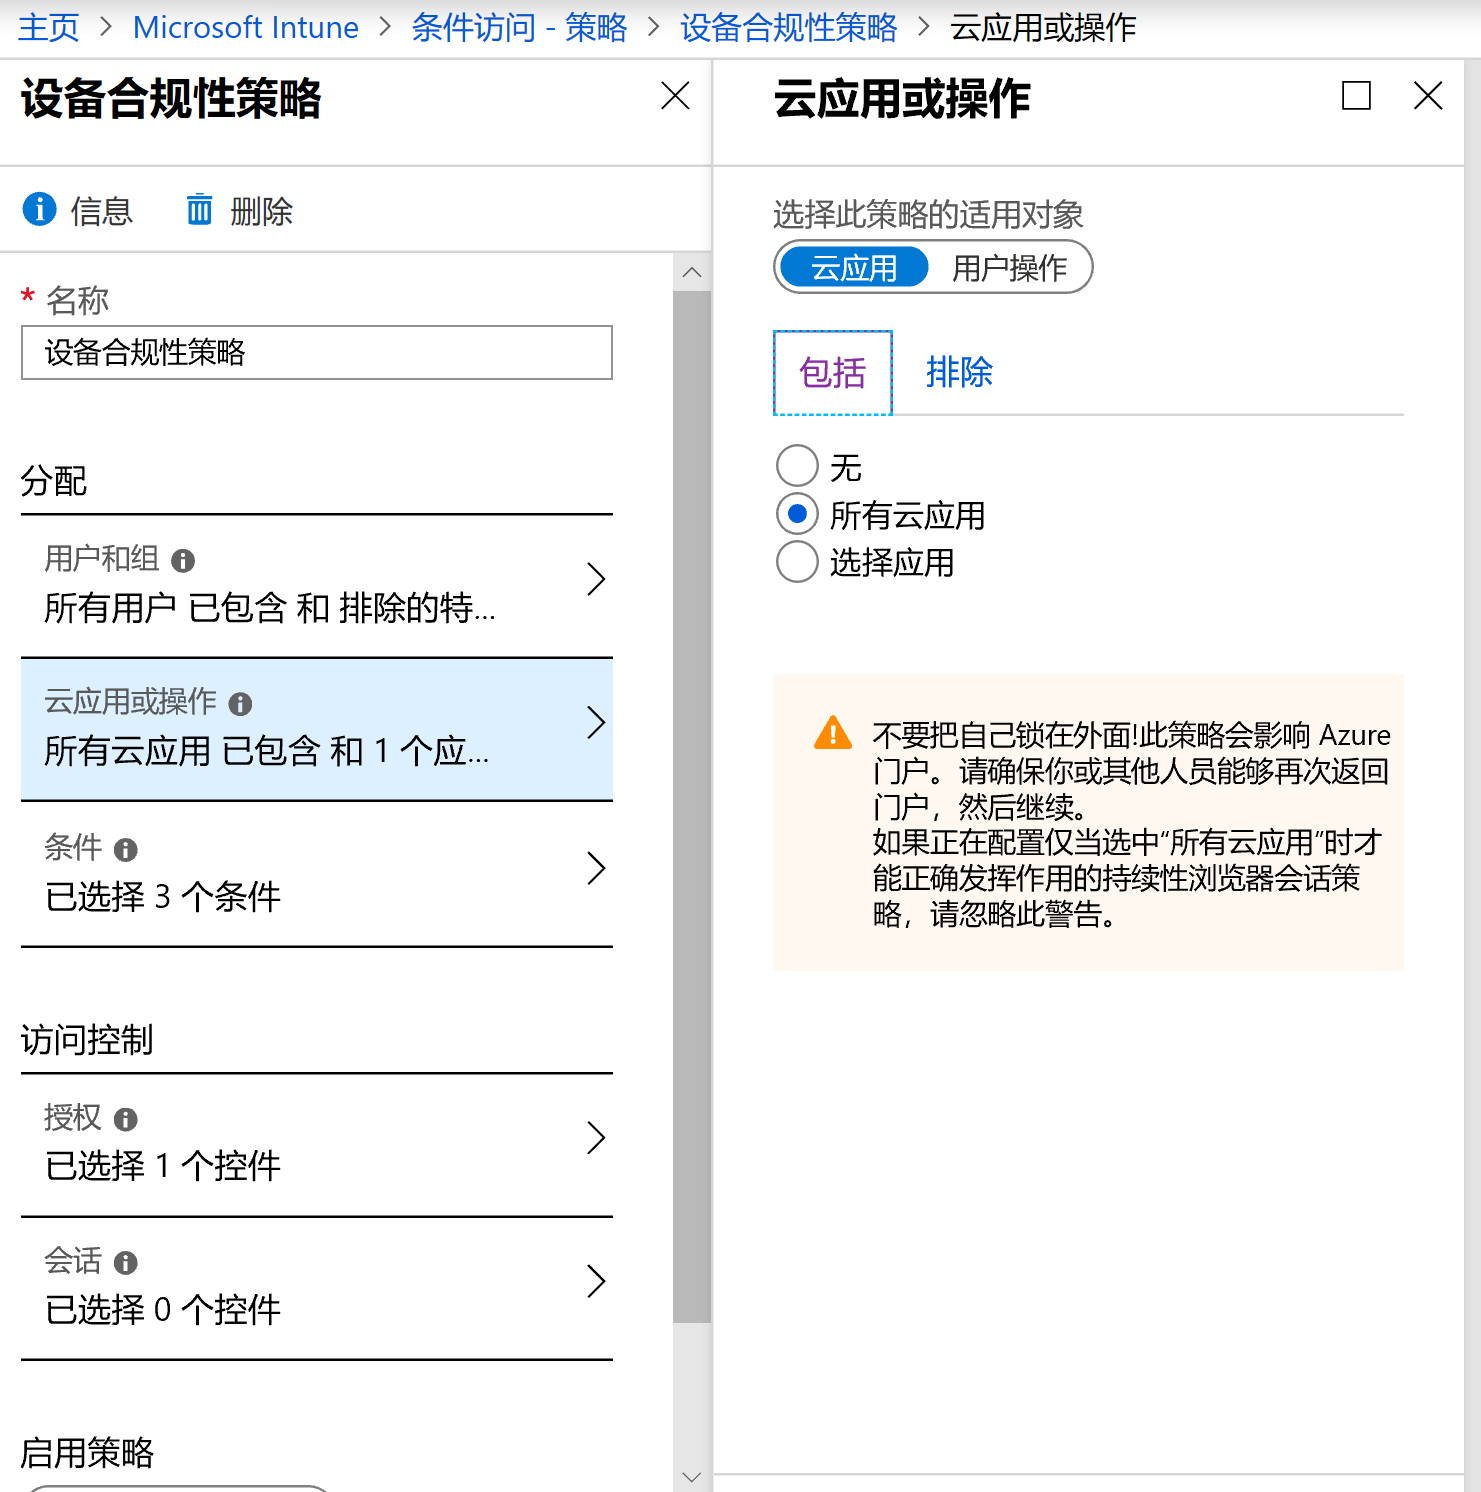 主页 > Microsoft Intune > 条件访问 - 策略 > 设备合规性策略 > 云应用或操作
设备合规性策略
信息 删除
* 名称
设备合规性策略
分配
用户和组
所有用户 已包含 和 排除的特...
云应用或操作
所有云应用 已包含 和 1 个应...
条件
已选择 3 个条件
访问控制
授权
已选择 1 个控件
会话
已选择 0 个控件
启用策略
云应用或操作
选择此策略的适用对象
云应用 用户操作
包括 排除
无
所有云应用
选择应用
不要把自己锁在外面!此策略会影响 Azure
门户。请确保你或其他人员能够再次返回
门户，然后继续。
如果正在配置仅当选中“所有云应用”时才
能正确发挥作用的持续性浏览器会话策
略，请忽略此警告。